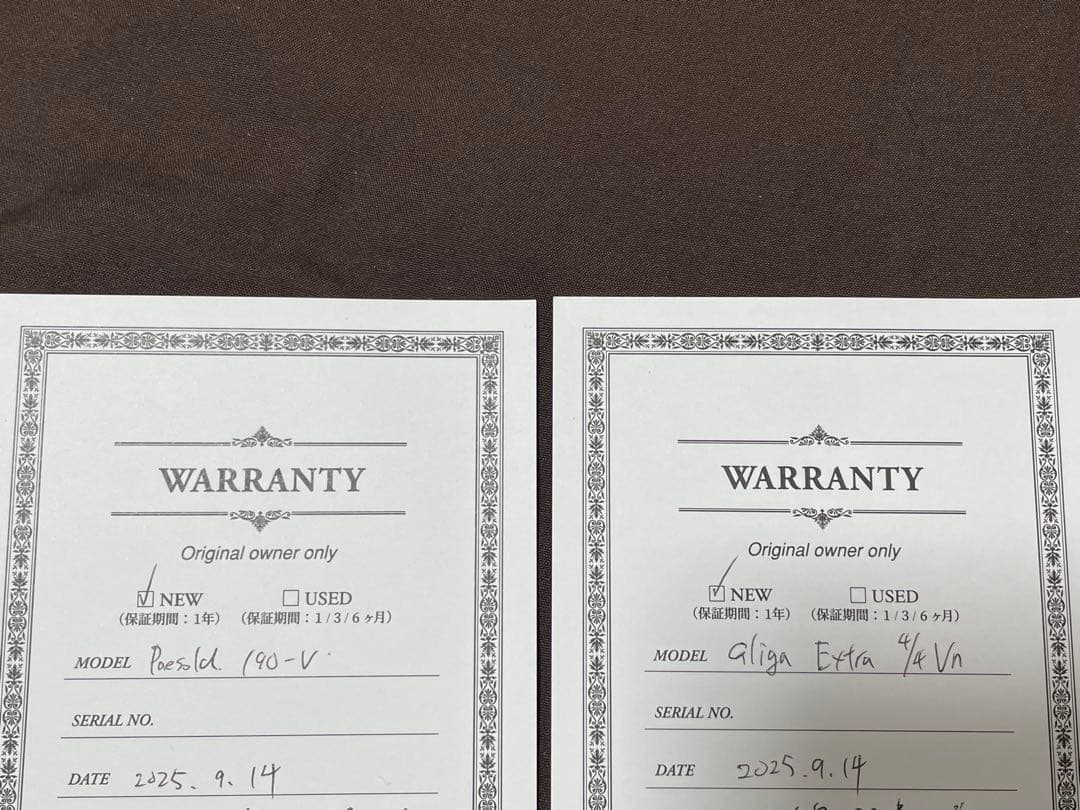 WARRANTY
Original owner only
☑ NEW ☐ USED
(保証期間：1年) (保証期間：1/3/6ヶ月)
MODEL Paesold 190-V
SERIAL NO.
DATE 2025.9.14
WARRANTY
Original owner only
☑ NEW ☐ USED
(保証期間：1年) (保証期間：1/3/6ヶ月)
MODEL aliga Extra 4/4 Vn
SERIAL NO.
DATE 2025.9.14